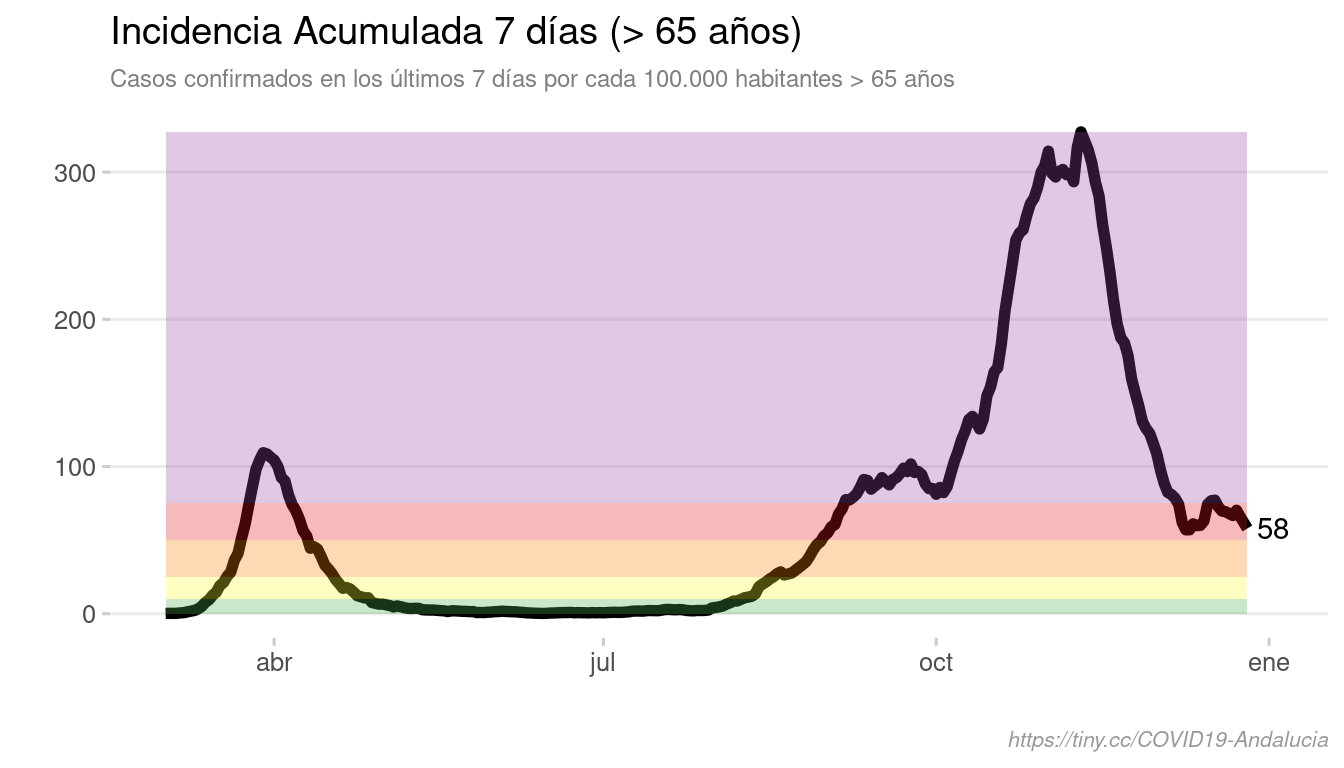 Incidencia Acumulada 7 días (> 65 años)
Casos confirmados en los últimos 7 días por cada 100.000 habitantes > 65 años
300
200
100
0
58
abr jul oct ene
https://tiny.cc/COVID19-Andalucia